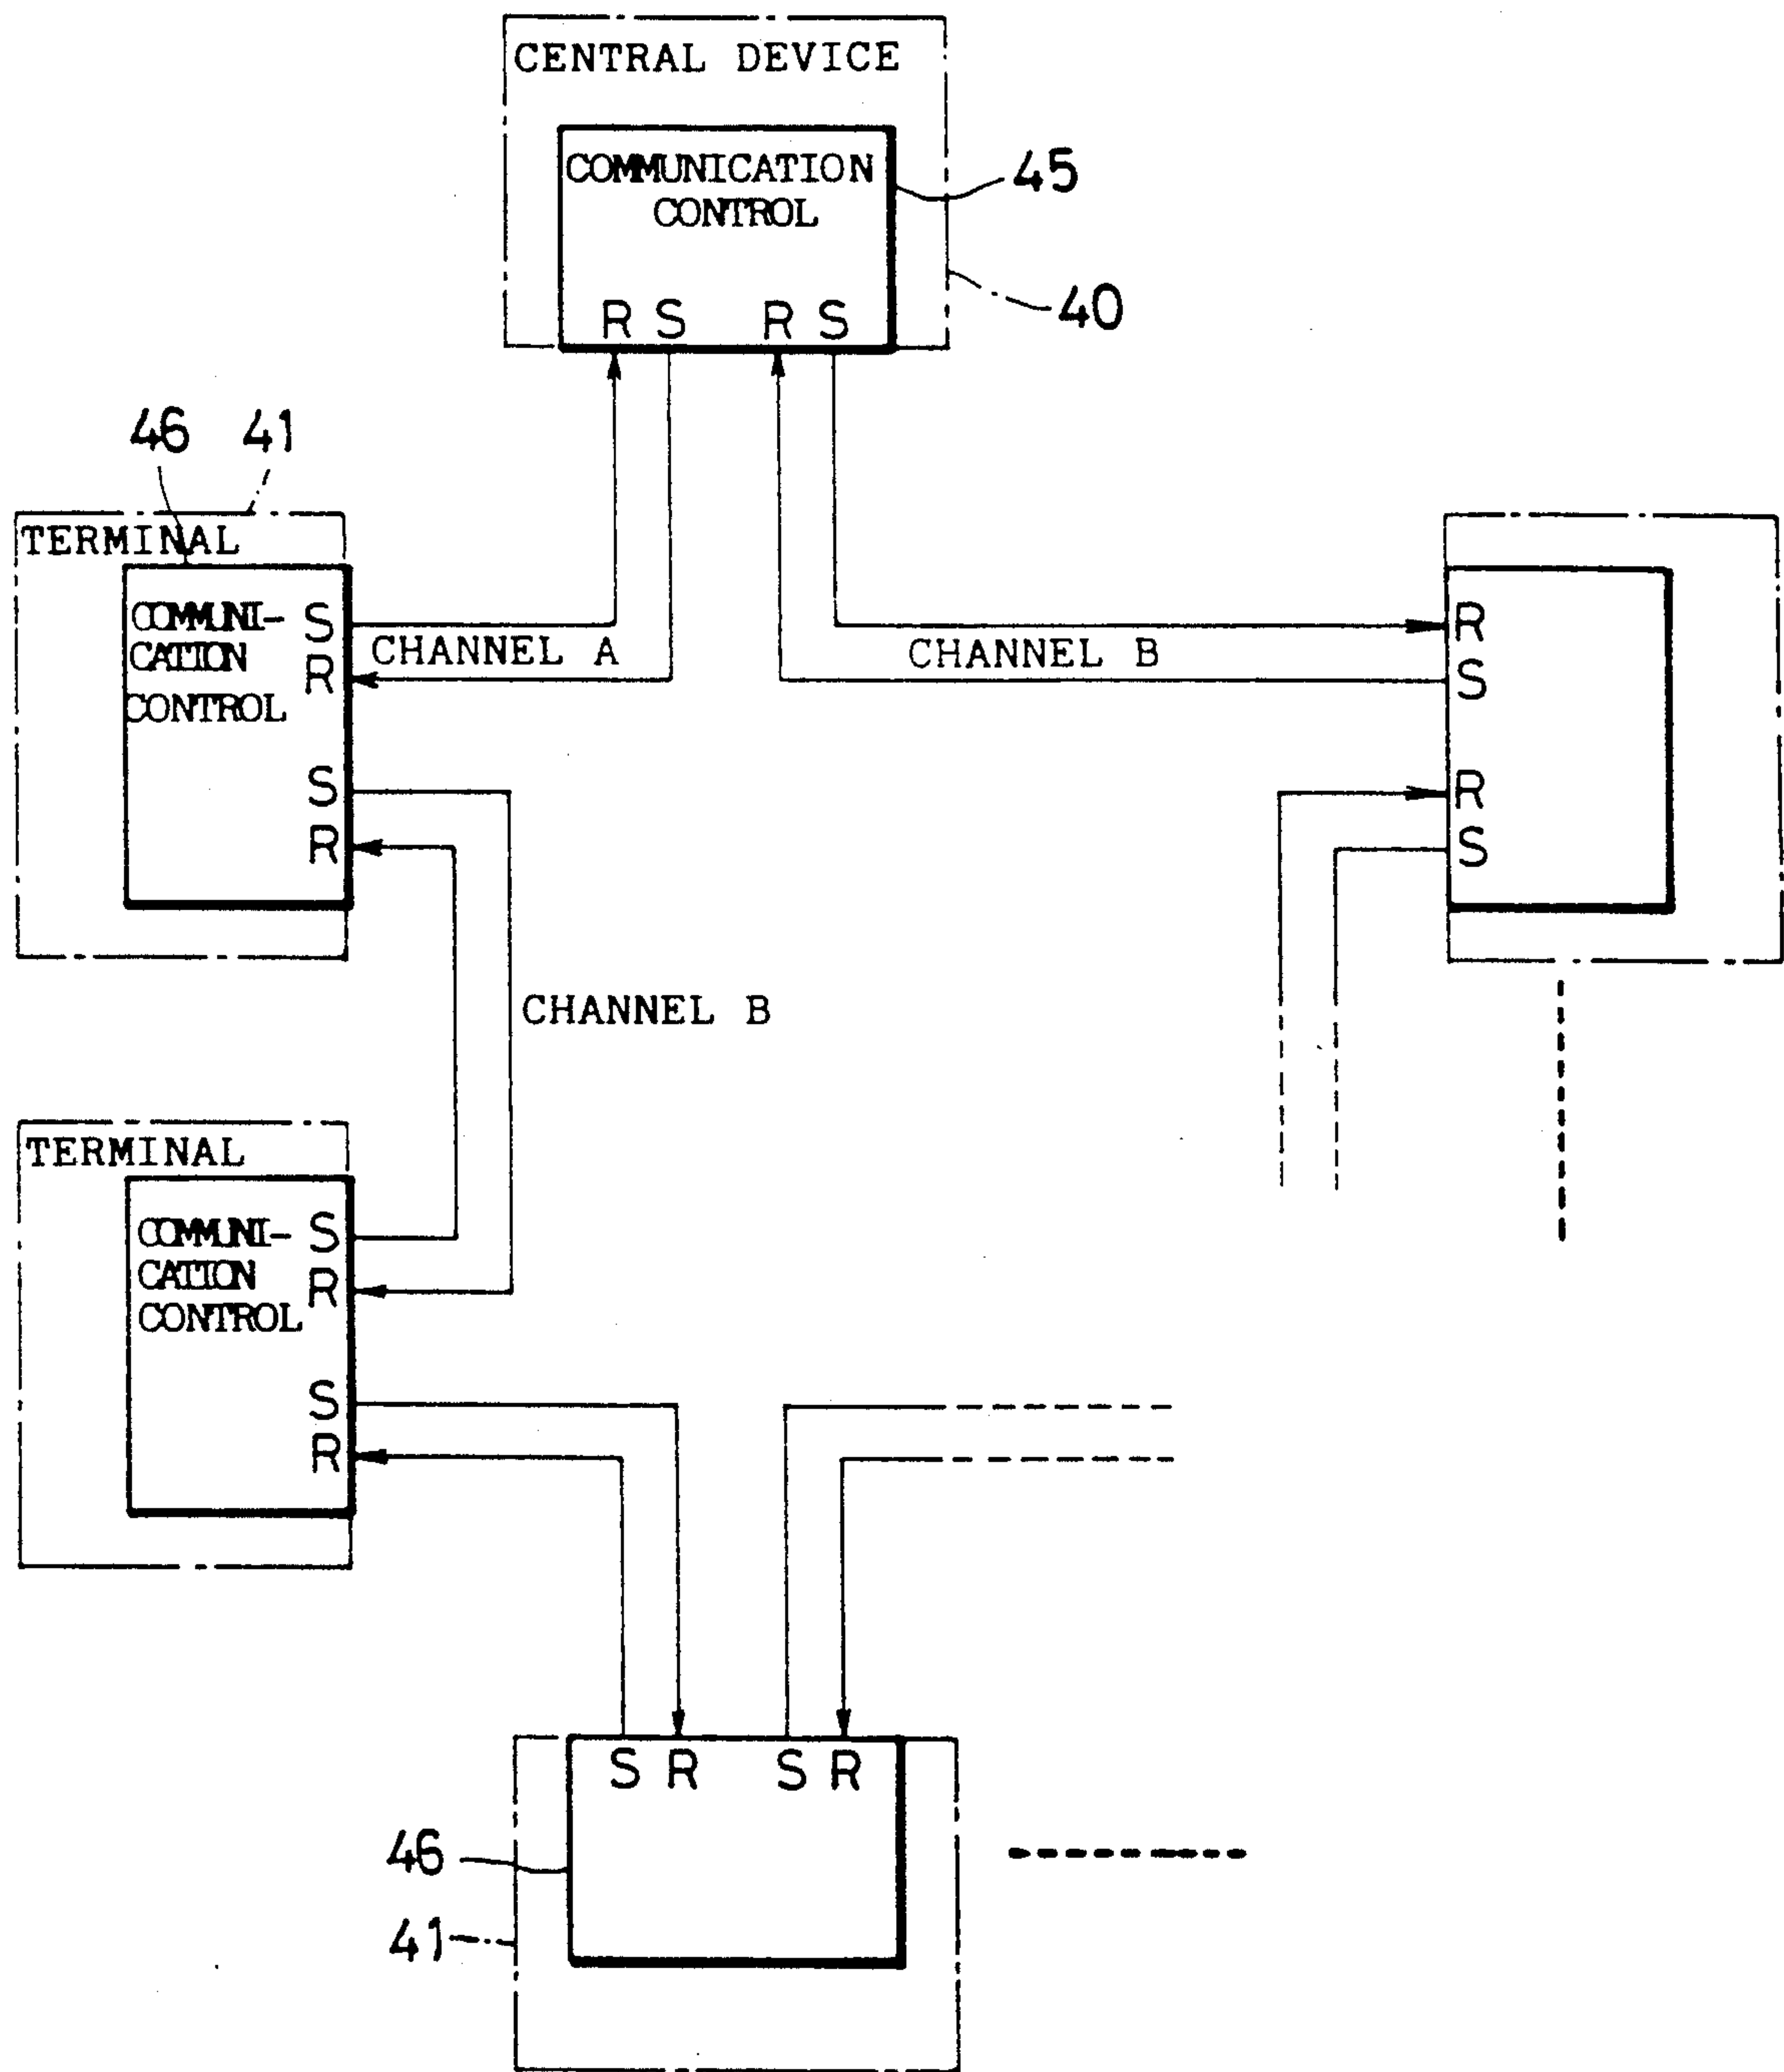 CENTRAL DEVICE
COMMUNICATION
CONTROL
45
40
R S R S
46 41
TERMINAL
COMMUNI-
CATION
CONTROL
S
R
S
R
CHANNEL A
CHANNEL B
R
S
R
S
CHANNEL B
TERMINAL
COMMUNI-
CATION
CONTROL
S
R
S
R
S R S R
46
41